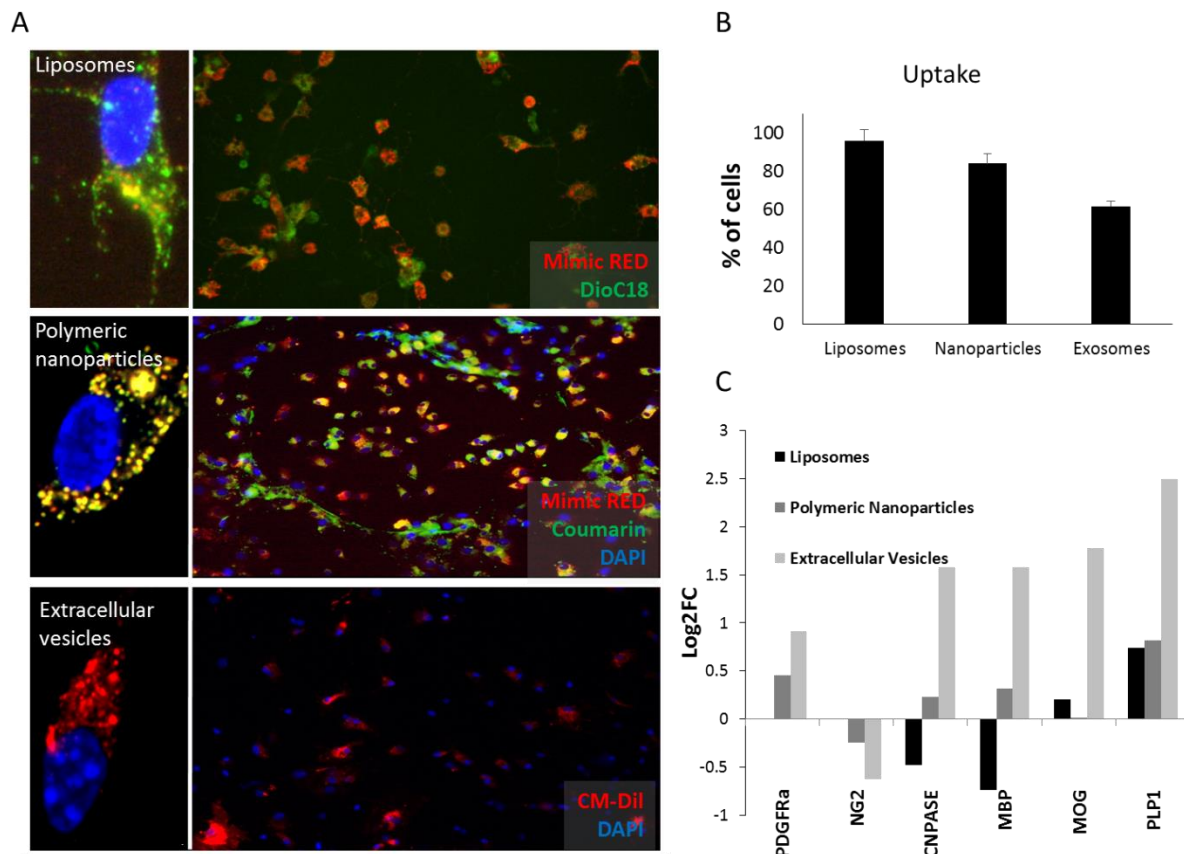 A
Liposomes
Mimic RED
DioC18
Polymeric
nanoparticles
Mimic RED
Coumarin
DAPI
Extracellular
vesicles
CM-Dil
DAPI
B
Uptake
% of cells
100
80
60
40
20
0
Liposomes
Nanoparticles
Exosomes
C
Log2FC
3
2.5
2
1.5
1
0.5
0
-0.5
-1
Liposomes
Polymeric Nanoparticles
Extracellular Vesicles
PDGFRa
NG2
CNPASE
MBP
MOG
PLP1